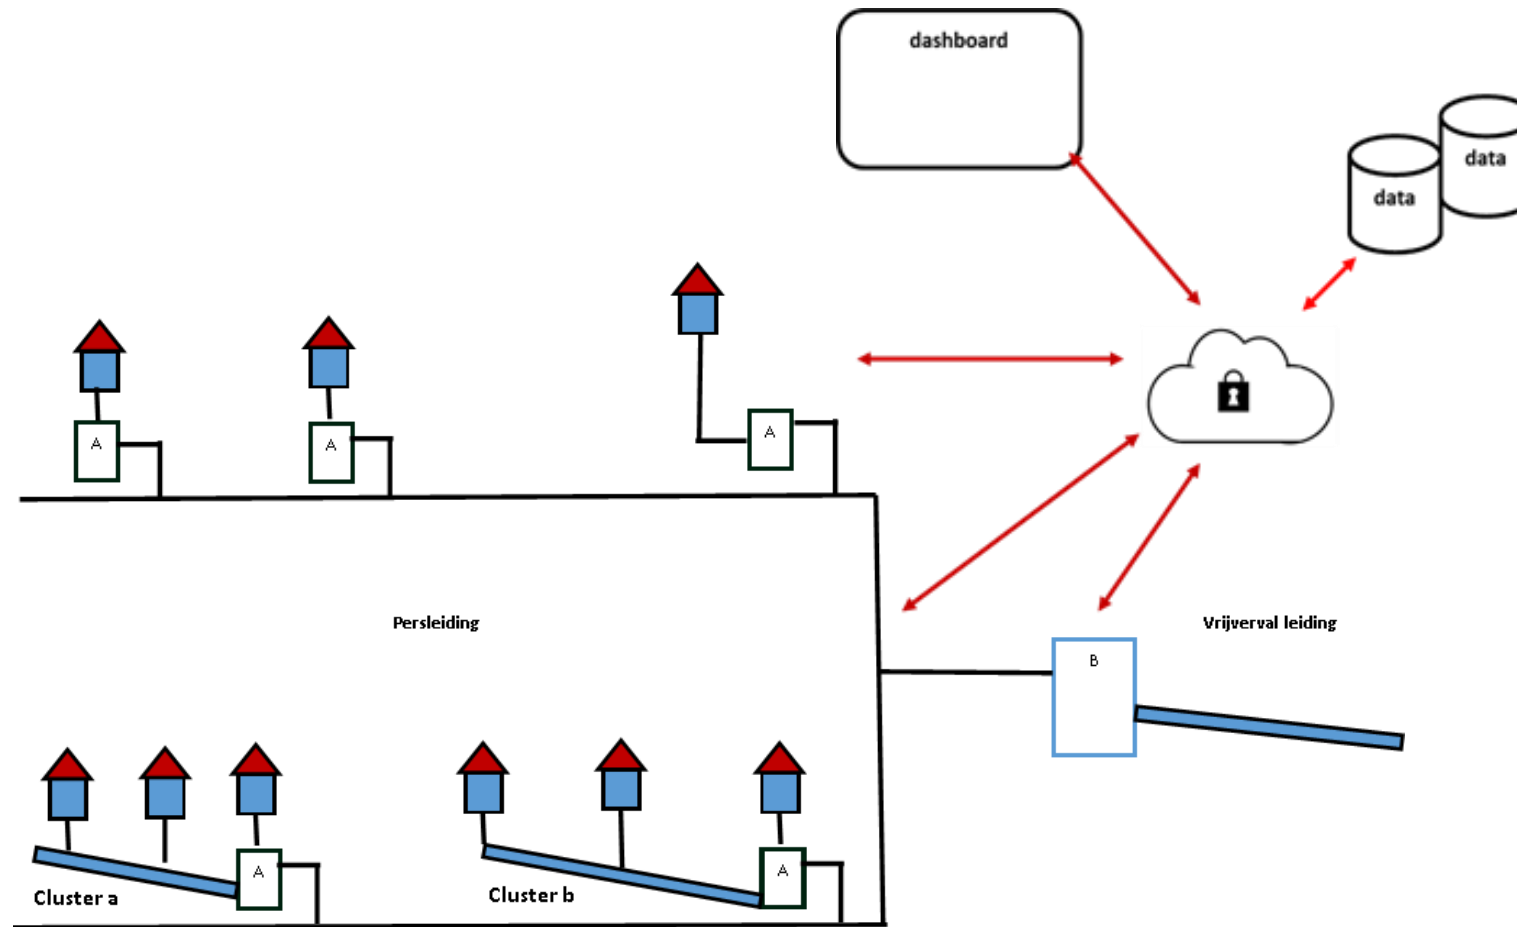 dashboard
data
data
A
A
A
Persleiding
Vrijverval leiding
B
A
A
Cluster a
Cluster b